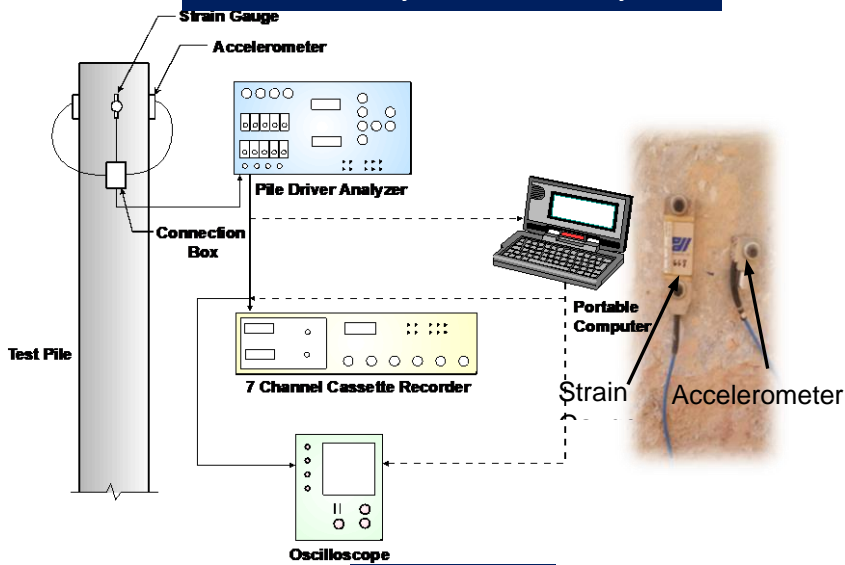 Strain Gauge
Accelerometer
Pile Driver Analyzer
Connection
Box
Portable
Computer
Test Pile
7 Channel Cassette Recorder
Strain
Accelerometer
Oscilloscope